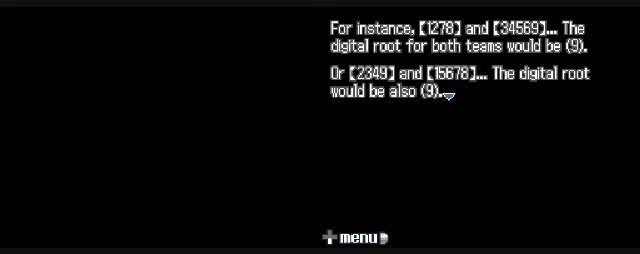 For instance, 【1278】 and 【34569】... The
digital root for both teams would be (9).
Or 【2349】 and 【15678】... The digital root
would be also (9).
menu